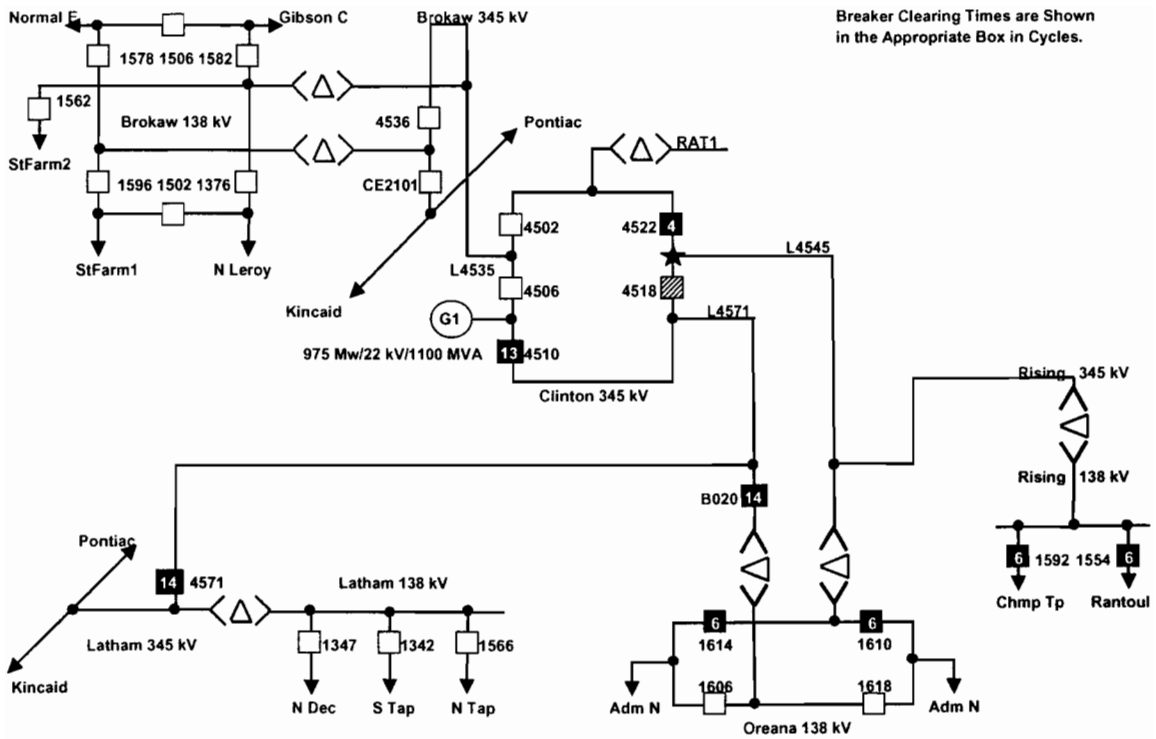 Normal E
Gibson C
Brokaw 345 kV
Breaker Clearing Times are Shown
in the Appropriate Box in Cycles.
1578 1506 1582
1562
Brokaw 138 kV
4536
Pontiac
StFarm2
RAT1
1596 1502 1376
CE2101
4502
4522 4
StFarm1
N Leroy
L4535
L4545
4506
4518
Kincaid
G1
L4571
975 Mw/22 kV/1100 MVA
13 4510
Clinton 345 kV
Rising 345 kV
Rising 138 kV
B020 14
Pontiac
14 4571
Latham 138 kV
6 1592 1554 6
Chmp Tp
Rantoul
Latham 345 kV
1347
1342
1566
6
1614
6
1610
Kincaid
1606
1618
N Dec
S Tap
N Tap
Adm N
Adm N
Oreana 138 kV